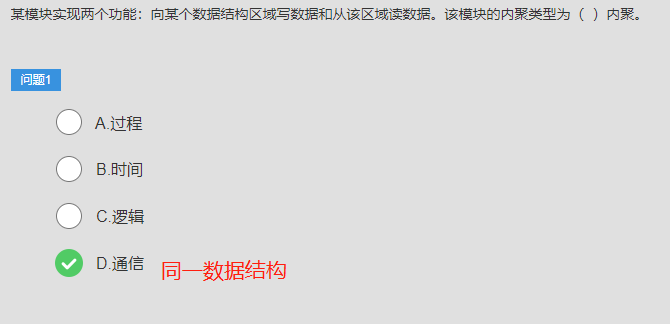 某模块实现两个功能：向某个数据结构区域写数据和从该区域读数据。该模块的内聚类型为（ ）内聚。
问题1
A.过程
B.时间
C.逻辑
D.通信 同一数据结构